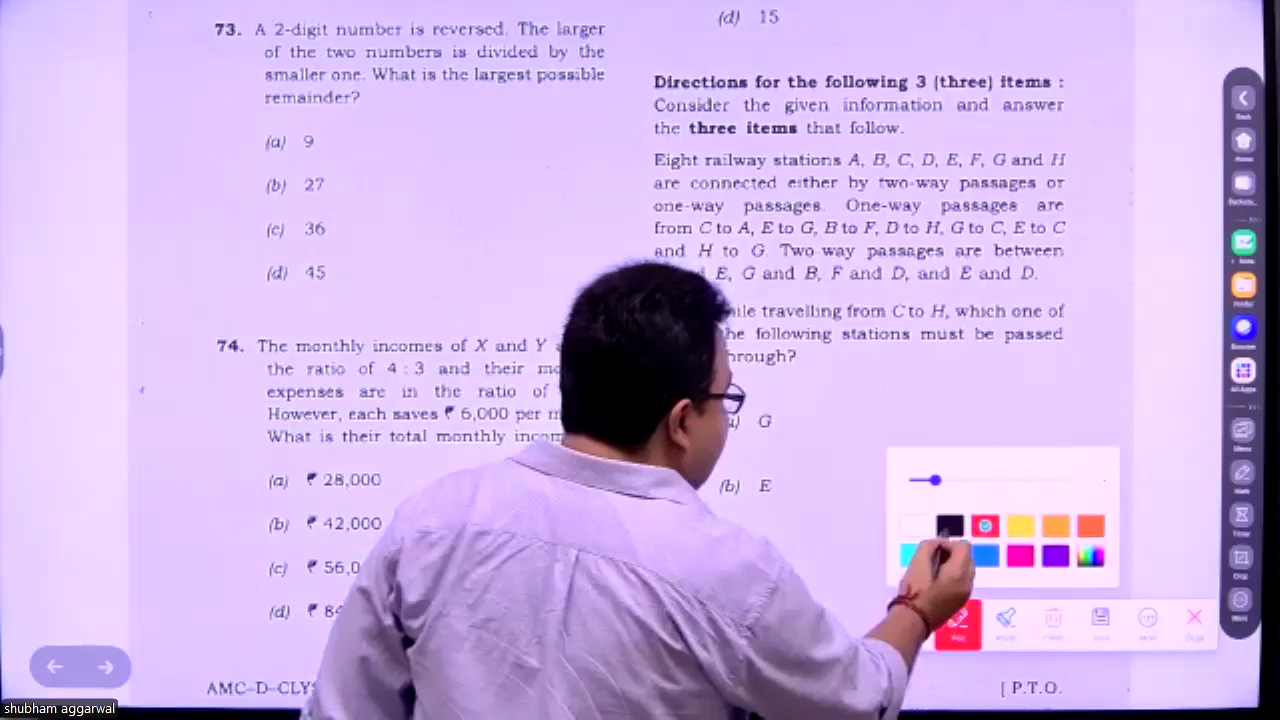 73. A 2-digit number is reversed. The larger
of the two numbers is divided by the
smaller one. What is the largest possible
remainder?
(a) 9
(b) 27
(c) 36
(d) 45
74. The monthly incomes of X and Y
the ratio of 4 : 3 and their
expenses are in the ratio of
However, each saves ₹ 6,000 per
What is their total monthly
(a) ₹ 28,000
(b) ₹ 42,000
(c)
(d)
(d) 15
Directions for the following 3 (three) items :
Consider the given information and answer
the three items that follow.
Eight railway stations A, B, C, D, E, F, G and H
are connected either by two-way passages or
one-way passages. One-way passages are
from C to A, E to G, B to F, D to H, G to C, E to C
and H to G. Two-way passages are between
E, G and B, F and D, and E and D.
travelling from C to H, which one of
the following stations must be passed
through?
G
(b) E
[ P.T.O.
Back
Home
shubham aggarwal